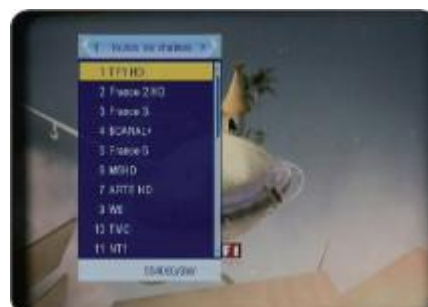 1 TF1 HD
2 France 2 HD
3 France 3
4 $CANAL+
5 France 5
6 M6HD
7 ARTE HD
9 W9
10 TMC
11 NT1